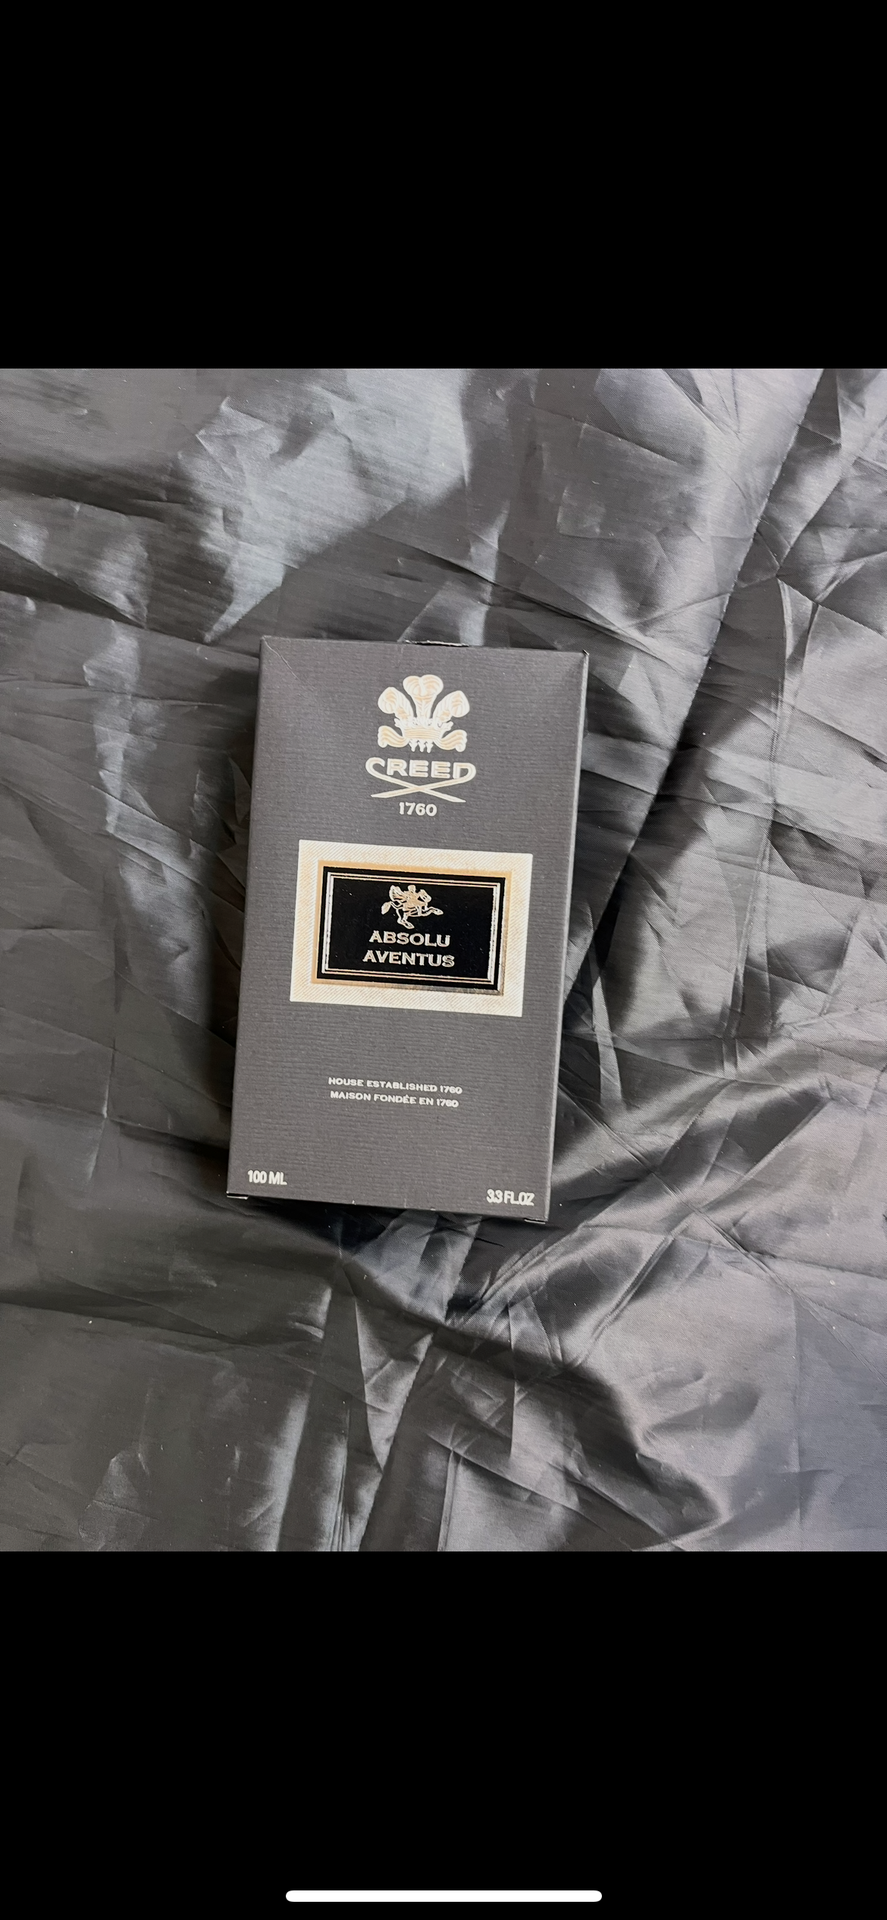 CREED
1760
ABSOLU
AVENTUS
HOUSE ESTABLISHED 1760
MAISON FONDÉE EN 1760
100 ML
3.3 FL.OZ